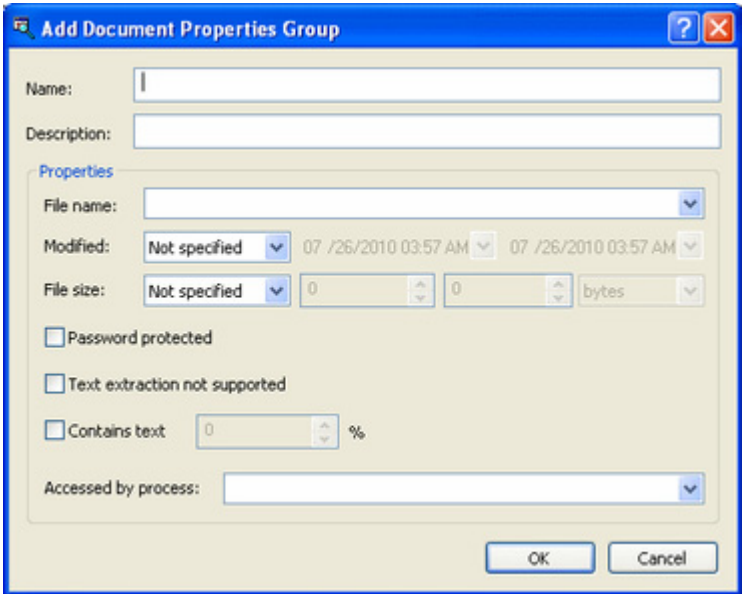 Add Document Properties Group
Name:
Description:
Properties
File name:
Modified: Not specified 07 /26/2010 03:57 AM 07 /26/2010 03:57 AM
File size: Not specified 0 0 bytes
Password protected
Text extraction not supported
Contains text 0 %
Accessed by process:
OK Cancel